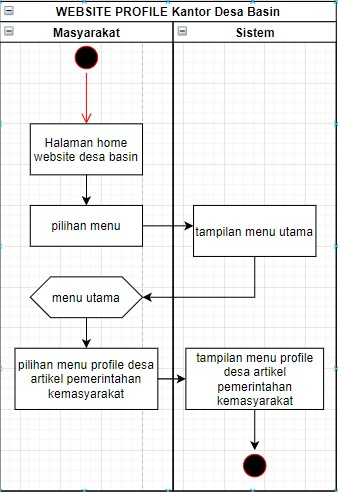 WEBSITE PROFILE Kantor Desa Basin
Masyarakat
Sistem
Halaman home
website desa basin
pilihan menu
tampilan menu utama
menu utama
pilihan menu profile desa
artikel pemerintahan
kemasyarakat
tampilan menu profile
desa artikel
pemerintahan
kemasyarakat